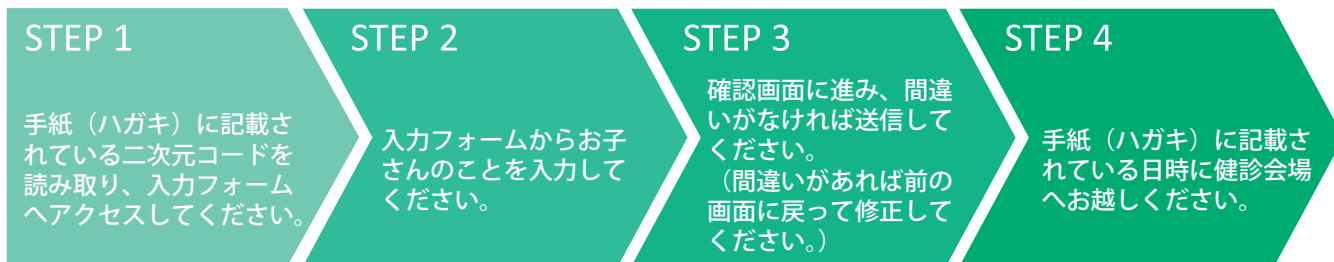 STEP 1
手紙（ハガキ）に記載さ
れている二次元コードを
読み取り、入力フォーム
へアクセスしてください。
STEP 2
入力フォームからお子
さんのことを入力して
ください。
STEP 3
確認画面に進み、間違
いがなければ送信して
ください。
（間違いがあれば前の
画面に戻って修正して
ください。）
STEP 4
手紙（ハガキ）に記載さ
れている日時に健診会場
へお越しください。